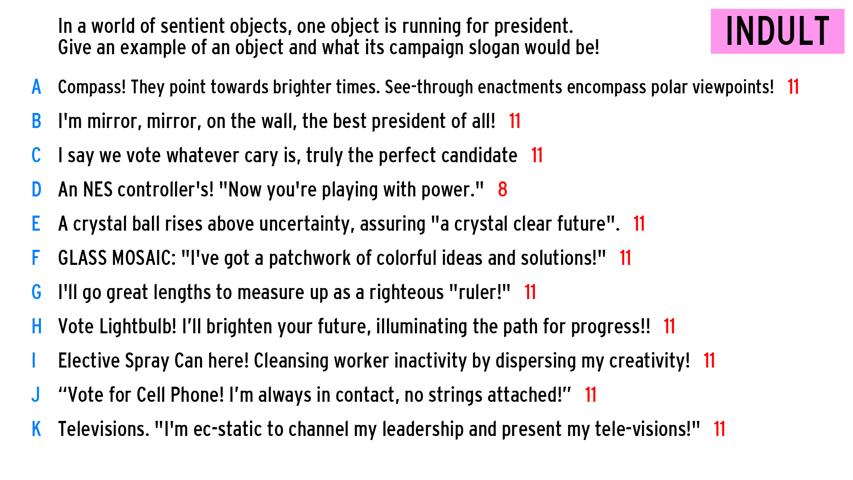 In a world of sentient objects, one object is running for president.
Give an example of an object and what its campaign slogan would be!
INDULT
A Compass! They point towards brighter times. See-through enactments encompass polar viewpoints! 11
B I'm mirror, mirror, on the wall, the best president of all! 11
C I say we vote whatever cary is, truly the perfect candidate 11
D An NES controller's! "Now you're playing with power." 8
E A crystal ball rises above uncertainty, assuring "a crystal clear future". 11
F GLASS MOSAIC: "I've got a patchwork of colorful ideas and solutions!" 11
G I'll go great lengths to measure up as a righteous "ruler!" 11
H Vote Lightbulb! I’ll brighten your future, illuminating the path for progress!! 11
I Elective Spray Can here! Cleansing worker inactivity by dispersing my creativity! 11
J “Vote for Cell Phone! I’m always in contact, no strings attached!” 11
K Televisions. "I'm ec-static to channel my leadership and present my tele-visions!" 11